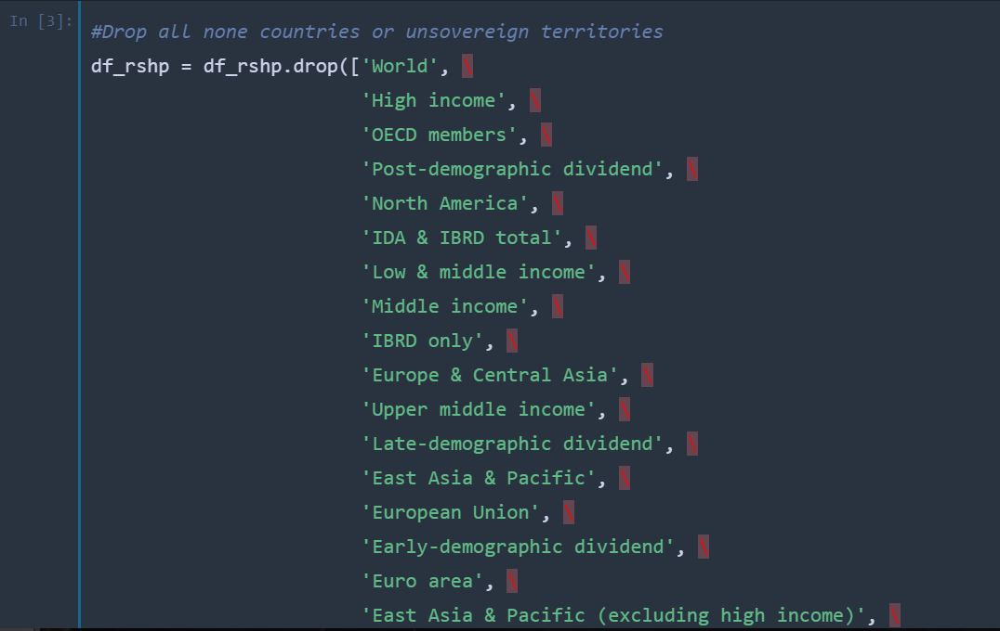 In [3]:
#Drop all none countries or unsovereign territories
df_rshp = df_rshp.drop(['World', \
'High income', \
'OECD members', \
'Post-demographic dividend', \
'North America', \
'IDA & IBRD total', \
'Low & middle income', \
'Middle income', \
'IBRD only', \
'Europe & Central Asia', \
'Upper middle income', \
'Late-demographic dividend', \
'East Asia & Pacific', \
'European Union', \
'Early-demographic dividend', \
'Euro area', \
'East Asia & Pacific (excluding high income)', \